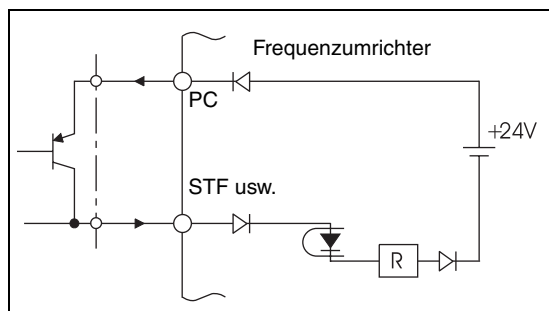 Frequenzumrichter
PC
+24V
STF usw.
R